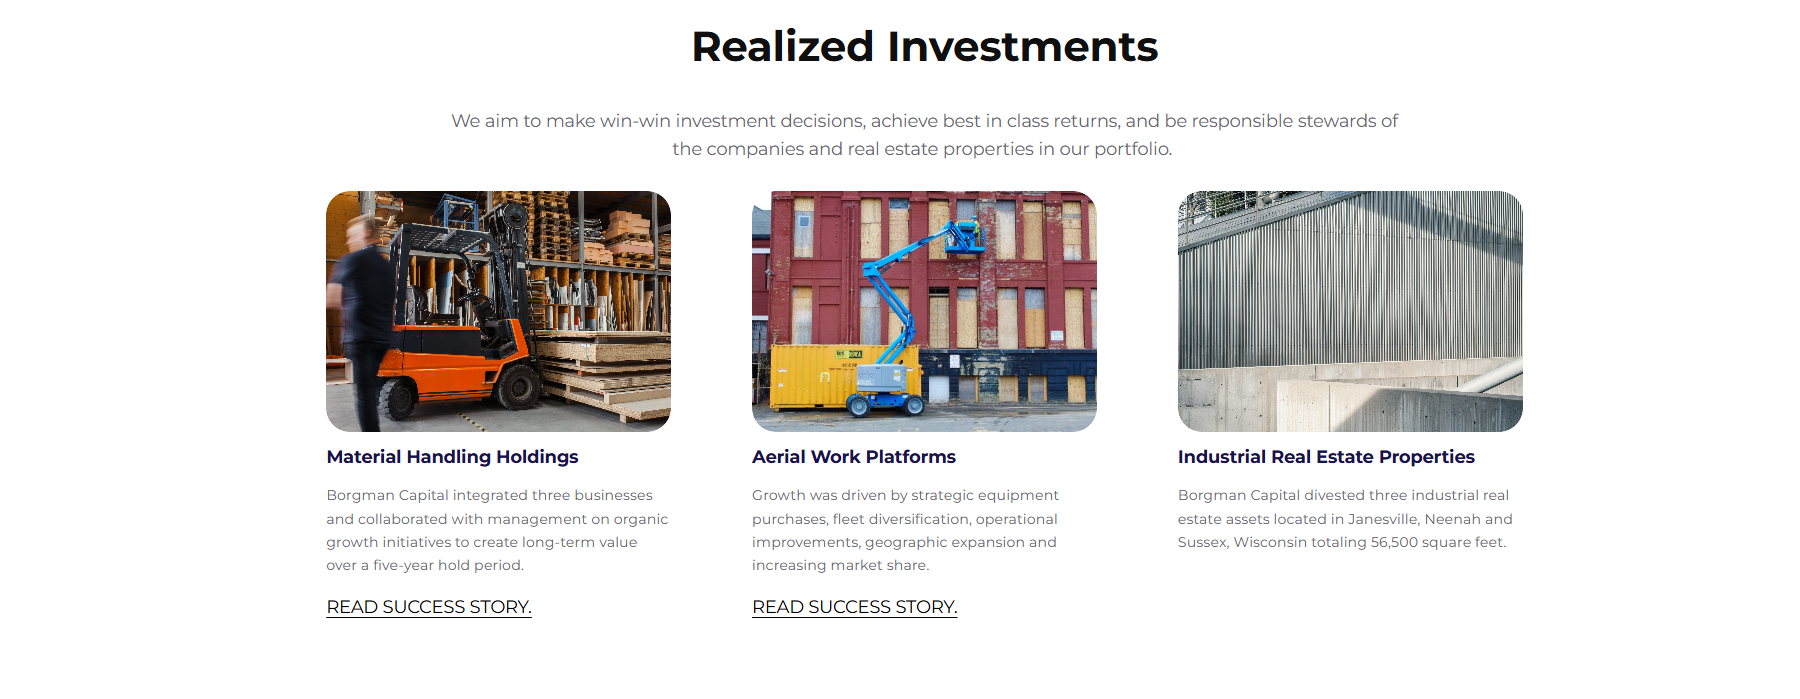 Realized Investments
We aim to make win-win investment decisions, achieve best in class returns, and be responsible stewards of
the companies and real estate properties in our portfolio.
Material Handling Holdings
Borgman Capital integrated three businesses
and collaborated with management on organic
growth initiatives to create long-term value
over a five-year hold period.
READ SUCCESS STORY.
Aerial Work Platforms
Growth was driven by strategic equipment
purchases, fleet diversification, operational
improvements, geographic expansion and
increasing market share.
READ SUCCESS STORY.
Industrial Real Estate Properties
Borgman Capital divested three industrial real
estate assets located in Janesville, Neenah and
Sussex, Wisconsin totaling 56,500 square feet.